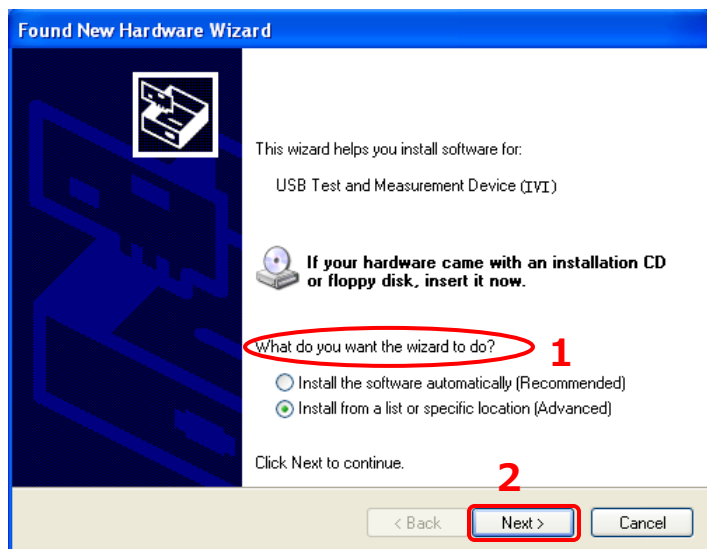 Found New Hardware Wizard
This wizard helps you install software for:
USB Test and Measurement Device (IVI)
If your hardware came with an installation CD
or floppy disk, insert it now.
What do you want the wizard to do?
1
Install the software automatically (Recommended)
Install from a list or specific location (Advanced)
Click Next to continue.
2
< Back
Next >
Cancel